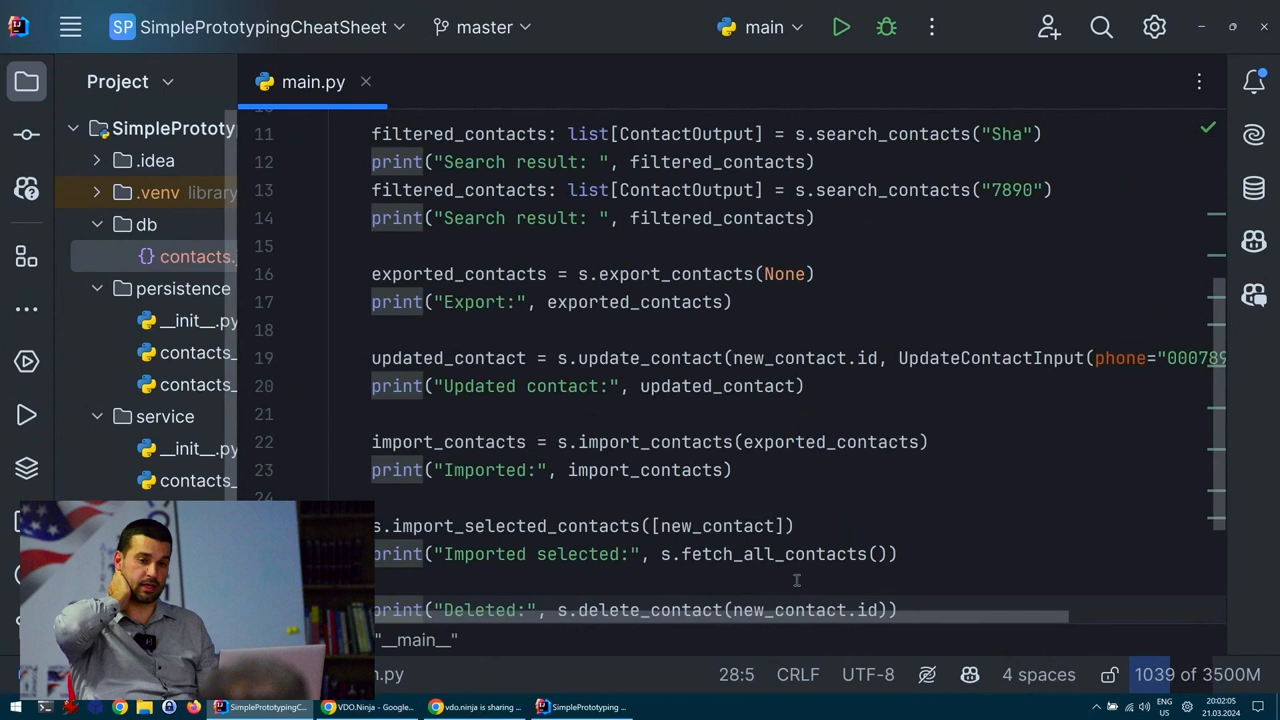 SP SimplePrototypingCheatSheet master main
Project
main.py
SimplePrototy
.idea
.venv library
db
contacts.
persistence
__init__.py
contacts_
contacts_
service
__init__.py
contacts_
11 filtered_contacts: list[ContactOutput] = s.search_contacts("Sha")
12 print("Search result: ", filtered_contacts)
13 filtered_contacts: list[ContactOutput] = s.search_contacts("7890")
14 print("Search result: ", filtered_contacts)
15
16 exported_contacts = s.export_contacts(None)
17 print("Export:", exported_contacts)
18
19 updated_contact = s.update_contact(new_contact.id, UpdateContactInput(phone="000789
20 print("Updated contact:", updated_contact)
21
22 import_contacts = s.import_contacts(exported_contacts)
23 print("Imported:", import_contacts)
24
s.import_selected_contacts([new_contact])
print("Imported selected:", s.fetch_all_contacts())
print("Deleted:", s.delete_contact(new_contact.id))
"__main__"
.py 28:5 CRLF UTF-8 4 spaces 1039 of 3500M
SimplePrototypingC... VDO.Ninja - Google... vdo.ninja is sharing ... SimplePrototyping ...
ENG
US
20:02:05
21.03.2024